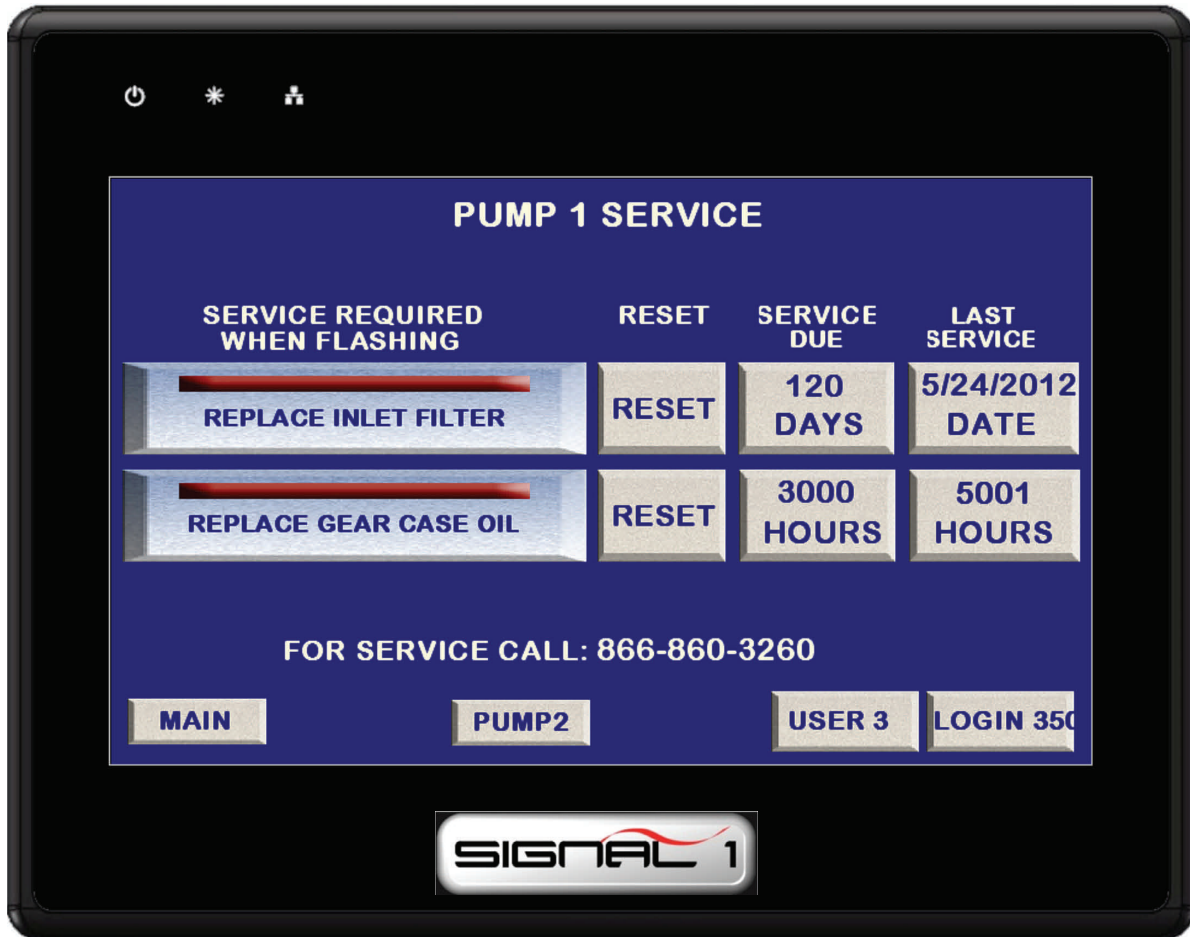 PUMP 1 SERVICE
SERVICE REQUIRED
WHEN FLASHING
RESET
SERVICE
DUE
LAST
SERVICE
REPLACE INLET FILTER
RESET
120
DAYS
5/24/2012
DATE
REPLACE GEAR CASE OIL
RESET
3000
HOURS
5001
HOURS
FOR SERVICE CALL: 866-860-3260
MAIN
PUMP2
USER 3
LOGIN 350
SIGNAL 1